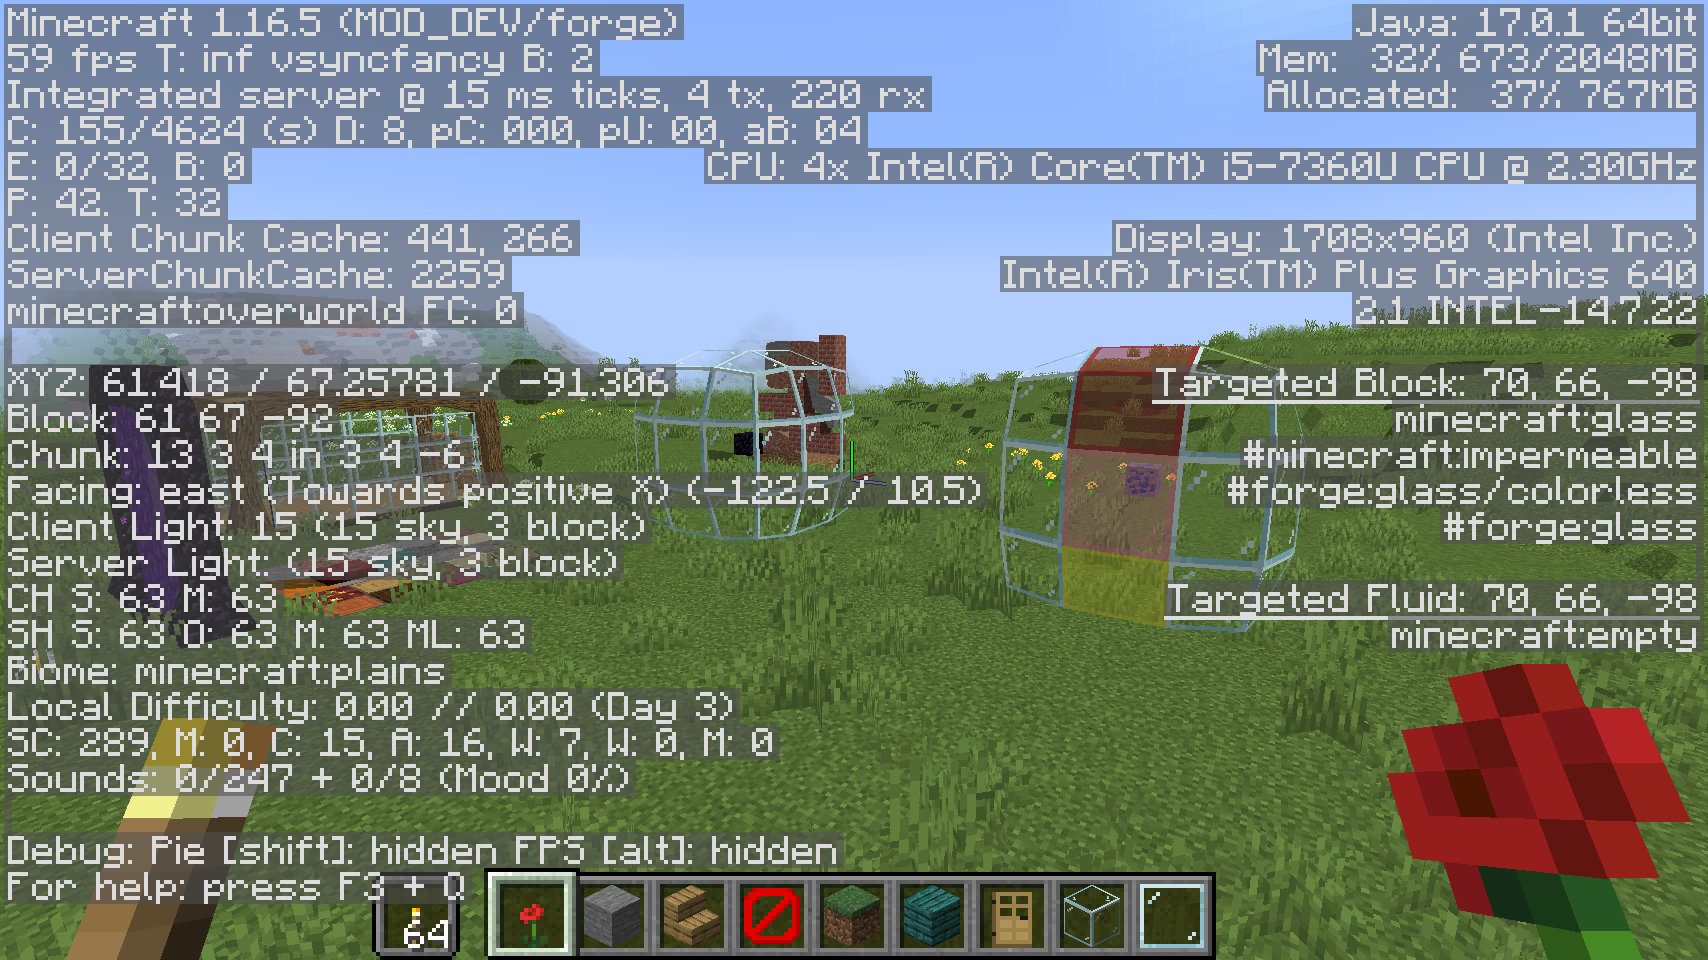 Minecraft 1.16.5 (MOD_DEV/forge)
59 fps T: inf vsyncfancy B: 2
Integrated server @ 15 ms ticks, 4 tx, 220 rx
C: 155/4624 (s) D: 8, pC: 000, pU: 00, aB: 04
E: 0/32, B: 0
P: 42. T: 32
Client Chunk Cache: 441, 266
ServerChunkCache: 2259
minecraft:overworld FC: 0
XYZ: 61.418 / 67.25781 / -91.306
Block: 61 67 -92
Chunk: 13 3 4 in 3 4 -6
Facing: east (Towards positive X) (-122.5 / 10.5)
Client Light: 15 (15 sky, 3 block)
Server Light: (15 sky, 3 block)
CH S: 63 M: 63
SH S: 63 O: 63 M: 63 ML: 63
Biome: minecraft:plains
Local Difficulty: 0.00 // 0.00 (Day 3)
SC: 289, M: 0, C: 15, A: 16, W: 7, W: 0, M: 0
Sounds: 0/247 + 0/8 (Mood 0%)
Debug: Pie [shift]: hidden FPS [alt]: hidden
For help: press F3 + Q
Java: 17.0.1 64bit
Mem: 32% 673/2048MB
Allocated: 37% 767MB
CPU: 4x Intel(R) Core(TM) i5-7360U CPU @ 2.30GHz
Display: 1708x960 (Intel Inc.)
Intel(R) Iris(TM) Plus Graphics 640
2.1 INTEL-14.7.22
Targeted Block: 70, 66, -98
minecraft:glass
#minecraft:impermeable
#forge:glass/colorless
#forge:glass
Targeted Fluid: 70, 66, -98
minecraft:empty
64